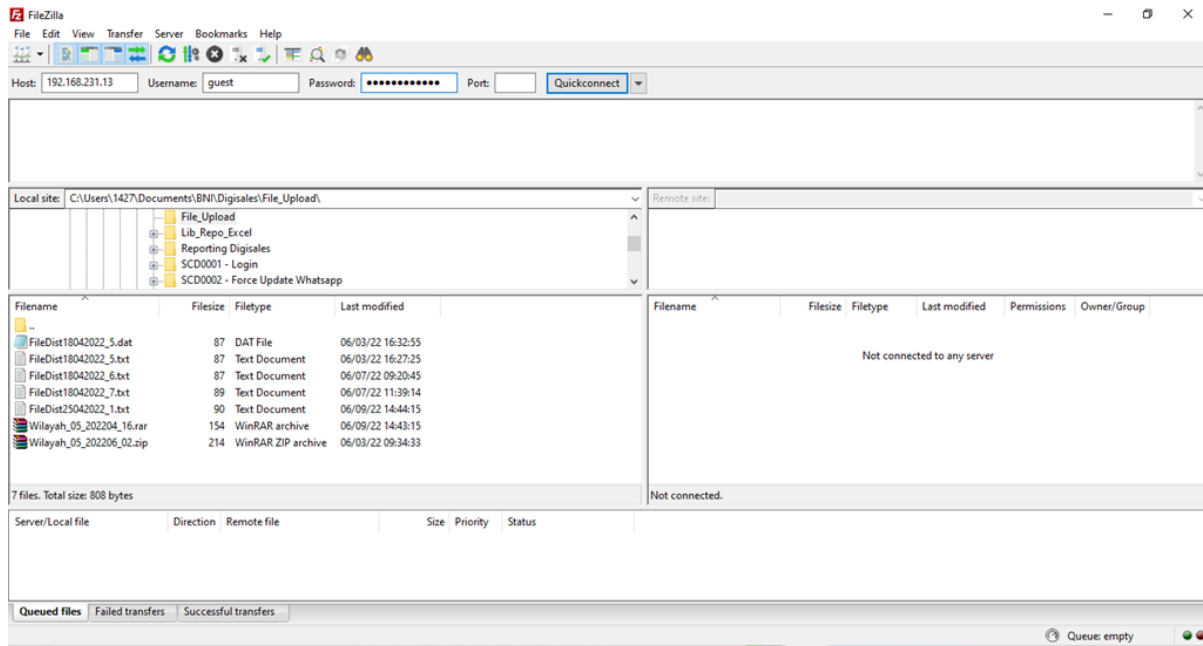 FileZilla
File Edit View Transfer Server Bookmarks Help
Host: 192.168.231.13 Username: guest Password: ●●●●●●●●●●●● Port: Quickconnect
Local site: C:\Users\1427\Documents\BNI\Digisales\File_Upload\
Remote site:
File_Upload
Lib_Repo_Excel
Reporting Digisales
SCD0001 - Login
SCD0002 - Force Update Whatsapp
Filename Filesize Filetype Last modified
..
FileDist18042022_5.dat 87 DAT File 06/03/22 16:32:55
FileDist18042022_5.txt 87 Text Document 06/03/22 16:27:25
FileDist18042022_6.txt 87 Text Document 06/07/22 09:20:45
FileDist18042022_7.txt 89 Text Document 06/07/22 11:39:14
FileDist25042022_1.txt 90 Text Document 06/09/22 14:44:15
Wilayah_05_202204_16.rar 154 WinRAR archive 06/09/22 14:43:15
Wilayah_05_202206_02.zip 214 WinRAR ZIP archive 06/03/22 09:34:33
7 files. Total size: 808 bytes
Filename Filesize Filetype Last modified Permissions Owner/Group
Not connected to any server
Not connected.
Server/Local file Direction Remote file Size Priority Status
Queued files Failed transfers Successful transfers
Queue: empty